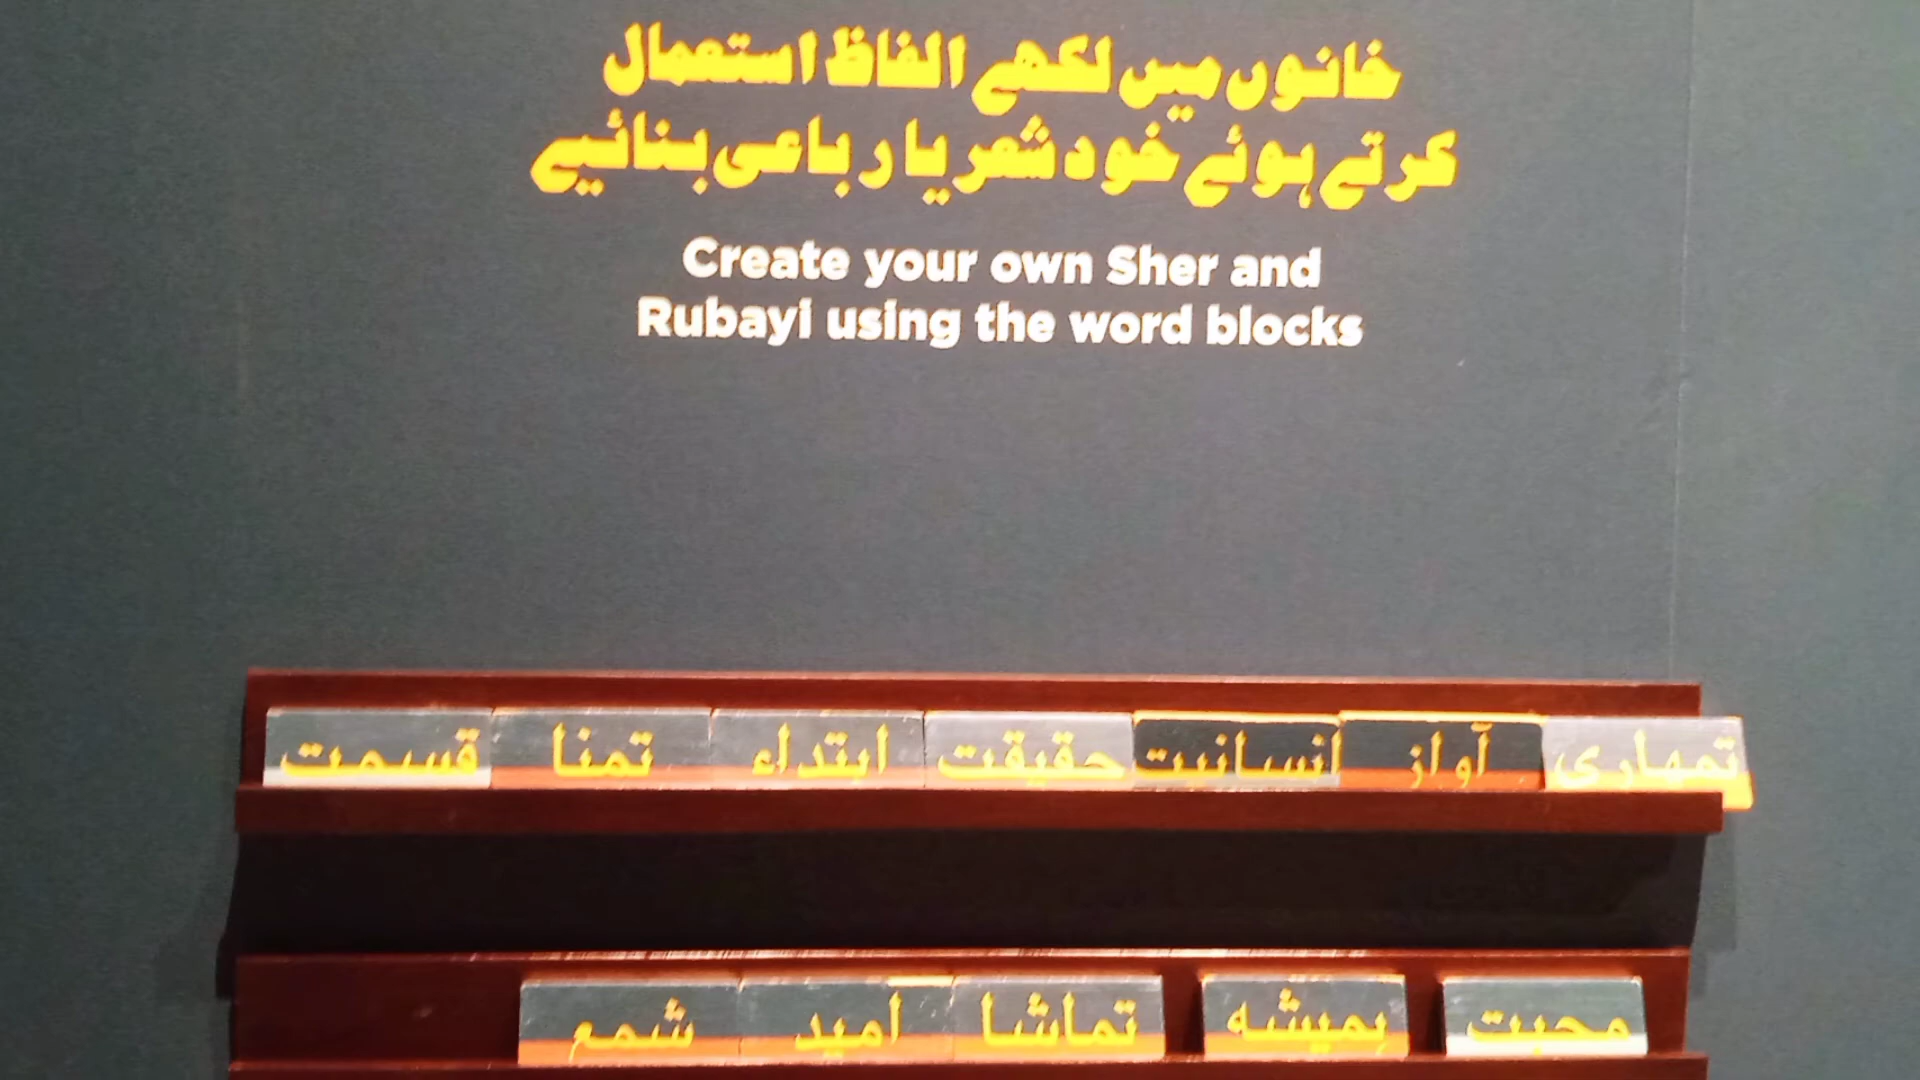 خانوں میں لکھے الفاظ استعمال
کرتے ہوئے خود شعر یا رباعی بنائیے
Create your own Sher and
Rubayi using the word blocks
تمہاری آواز انسانیت حقیقت ابتداء تمنا قسمت
محبت ہمیشہ تماشا امید شمع